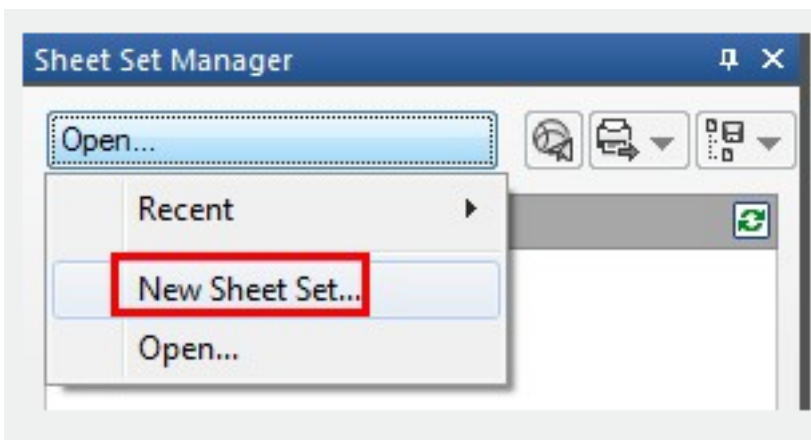 Sheet Set Manager
Open...
Recent
New Sheet Set...
Open...